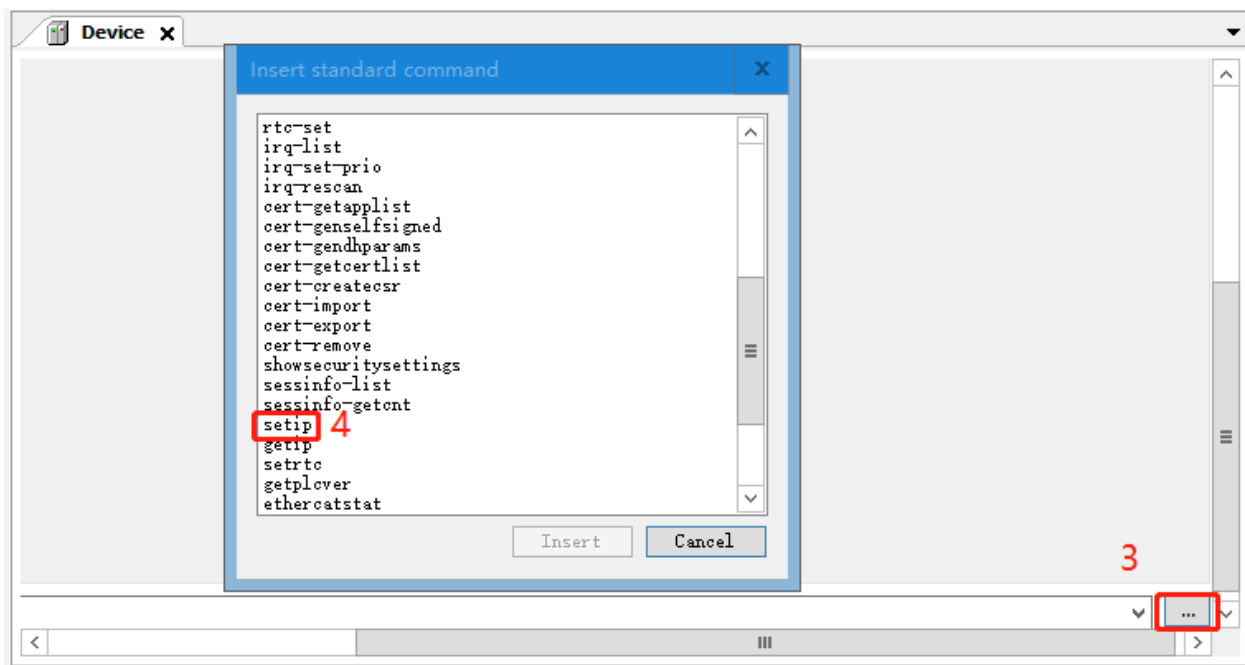 Device x
Insert standard command x
rtc-set
irq-list
irq-set-prio
irq-rescan
cert-getapplist
cert-genselfsigned
cert-gendhparams
cert-getcertlist
cert-createcsr
cert-import
cert-export
cert-remove
showsecuritysettings
sessinfo-list
sessinfo-getcnt
setip 4
getip
setrtc
getplcver
ethercatstat
Insert Cancel
3
...